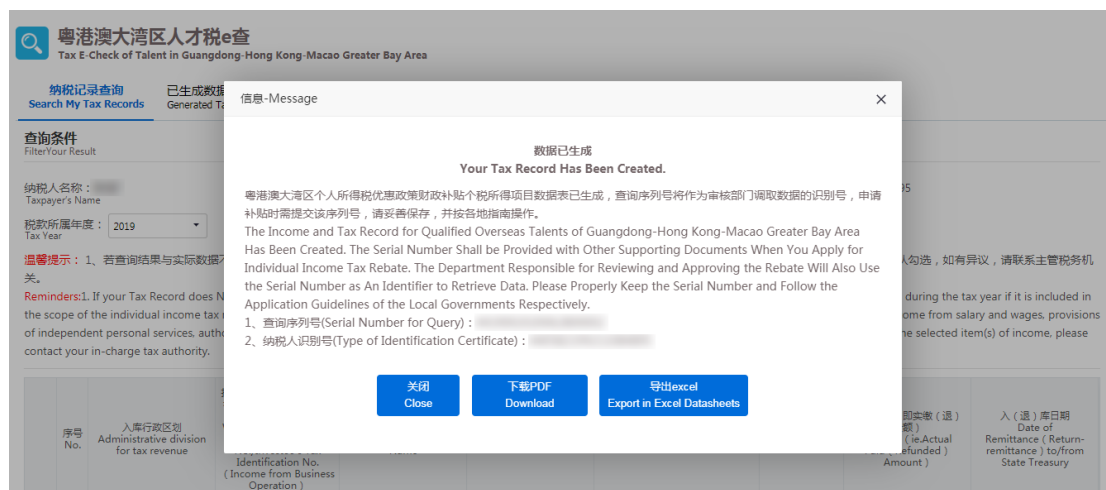 粤港澳大湾区人才税e查
Tax E-Check of Talent in Guangdong-Hong Kong-Macao Greater Bay Area
纳税记录查询
Search My Tax Records
已生成数据
Generated
信息-Message
查询条件
FilterYour Result
纳税人名称：
Taxpayer's Name
税款所属年度：
Tax Year
2019
温馨提示：1、若查询结果与实际数据
勾选，如有异议，请联系主管税务机
关。
Reminders:1. If your Tax Record does
during the tax year if it is included in
the scope of the individual income tax
ome from salary and wages, provisions
of independent personal services,
he selected item(s) of income, please
contact your in-charge tax authority.
数据已生成
Your Tax Record Has Been Created.
粤港澳大湾区个人所得税优惠政策财政补贴个税所得项目数据表已生成，查询序列号将作为审核部门调取数据的识别号，申请
补贴时需提交该序列号，请妥善保存，并按各地指南操作。
The Income and Tax Record for Qualified Overseas Talents of Guangdong-Hong Kong-Macao Greater Bay Area
Has Been Created. The Serial Number Shall be Provided with Other Supporting Documents When You Apply for
Individual Income Tax Rebate. The Department Responsible for Reviewing and Approving the Rebate Will Also Use
the Serial Number as An Identifier to Retrieve Data. Please Properly Keep the Serial Number and Follow the
Application Guidelines of the Local Governments Respectively.
1、查询序列号(Serial Number for Query)：
2、纳税人识别号(Type of Identification Certificate)：
关闭
Close
下载PDF
Download
导出excel
Export in Excel Datasheets
序号
No.
入库行政区划
Administrative division
for tax revenue
Identification No.
( Income from Business
Operation )
即实缴（退）
额）
( ie.Actual
Amount )
入（退）库日期
Date of
Remittance ( Return-
remittance ) to/from
State Treasury